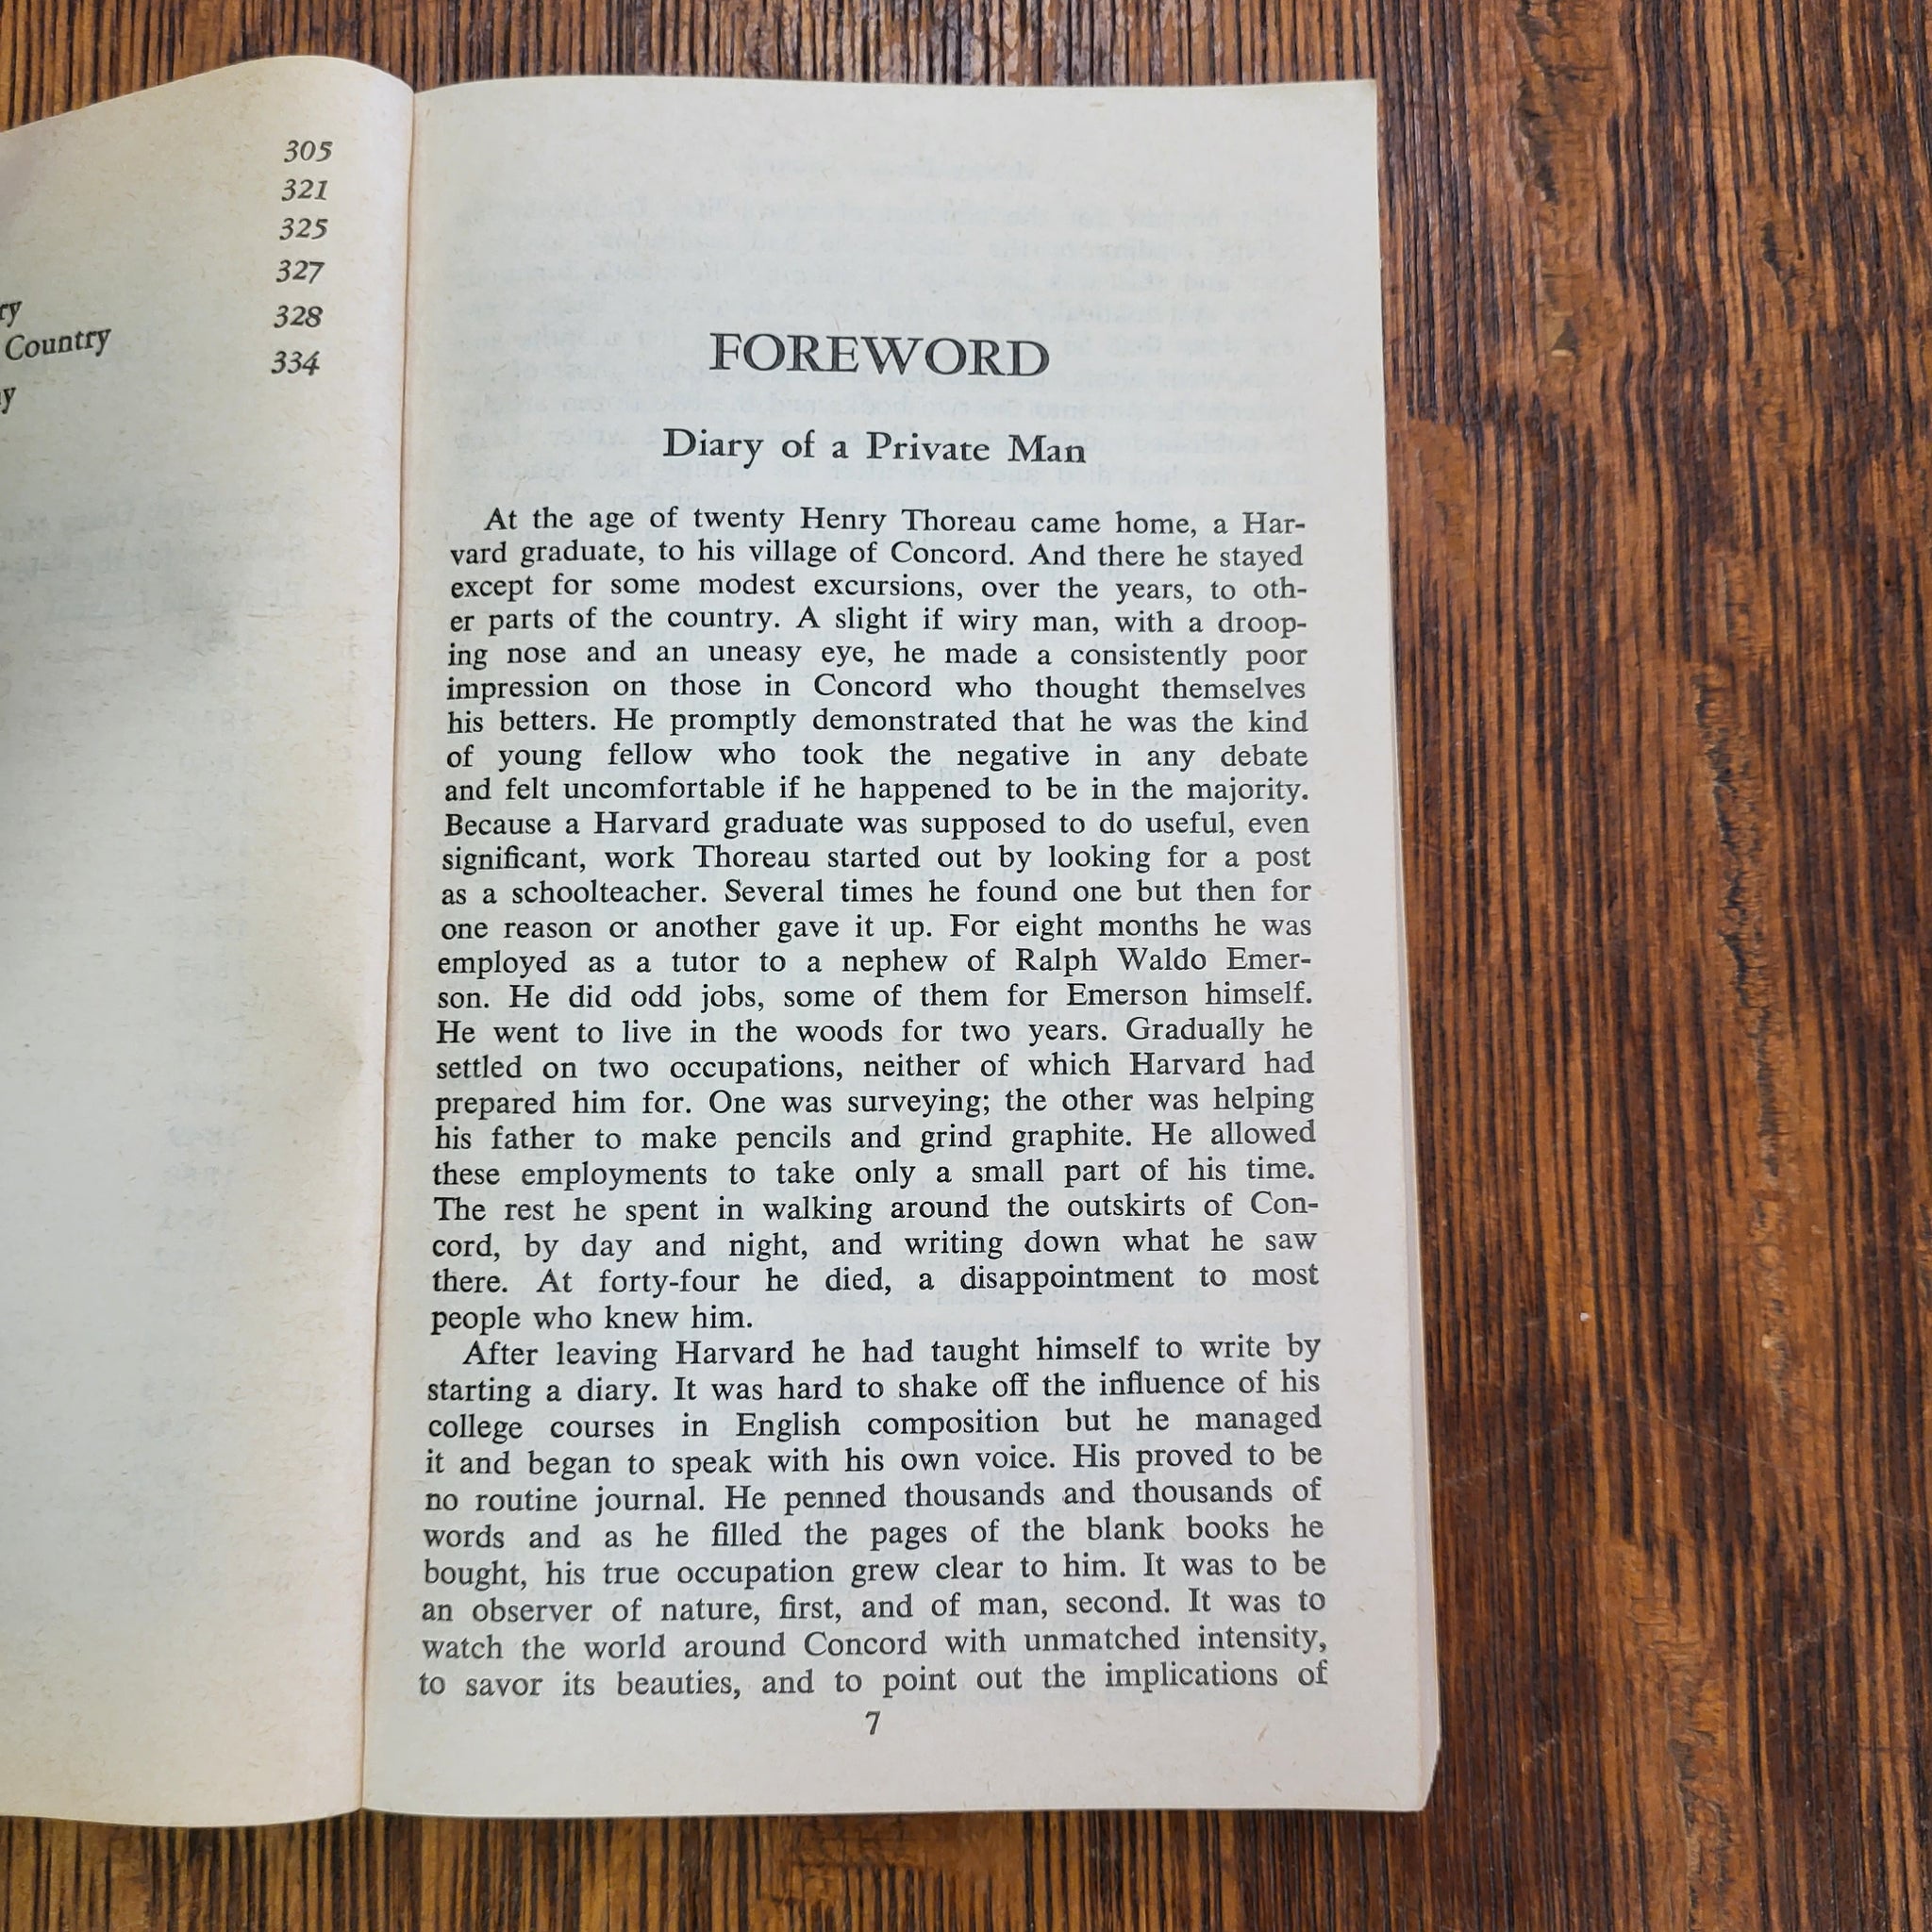 305
321
325
327
328
Country
334
FOREWORD
Diary of a Private Man
At the age of twenty Henry Thoreau came home, a Har-
vard graduate, to his village of Concord. And there he stayed
except for some modest excursions, over the years, to oth-
er parts of the country. A slight if wiry man, with a droop-
ing nose and an uneasy eye, he made a consistently poor
impression on those in Concord who thought themselves
his betters. He promptly demonstrated that he was the kind
of young fellow who took the negative in any debate
and felt uncomfortable if he happened to be in the majority.
Because a Harvard graduate was supposed to do useful, even
significant, work Thoreau started out by looking for a post
as a schoolteacher. Several times he found one but then for
one reason or another gave it up. For eight months he was
employed as a tutor to a nephew of Ralph Waldo Emer-
son. He did odd jobs, some of them for Emerson himself.
He went to live in the woods for two years. Gradually he
settled on two occupations, neither of which Harvard had
prepared him for. One was surveying; the other was helping
his father to make pencils and grind graphite. He allowed
these employments to take only a small part of his time.
The rest he spent in walking around the outskirts of Con-
cord, by day and night, and writing down what he saw
there. At forty-four he died, a disappointment to most
people who knew him.
After leaving Harvard he had taught himself to write by
starting a diary. It was hard to shake off the influence of his
college courses in English composition but he managed
it and began to speak with his own voice. His proved to be
no routine journal. He penned thousands and thousands of
words and as he filled the pages of the blank books he
bought, his true occupation grew clear to him. It was to be
an observer of nature, first, and of man, second. It was to
watch the world around Concord with unmatched intensity,
to savor its beauties, and to point out the implications of
7